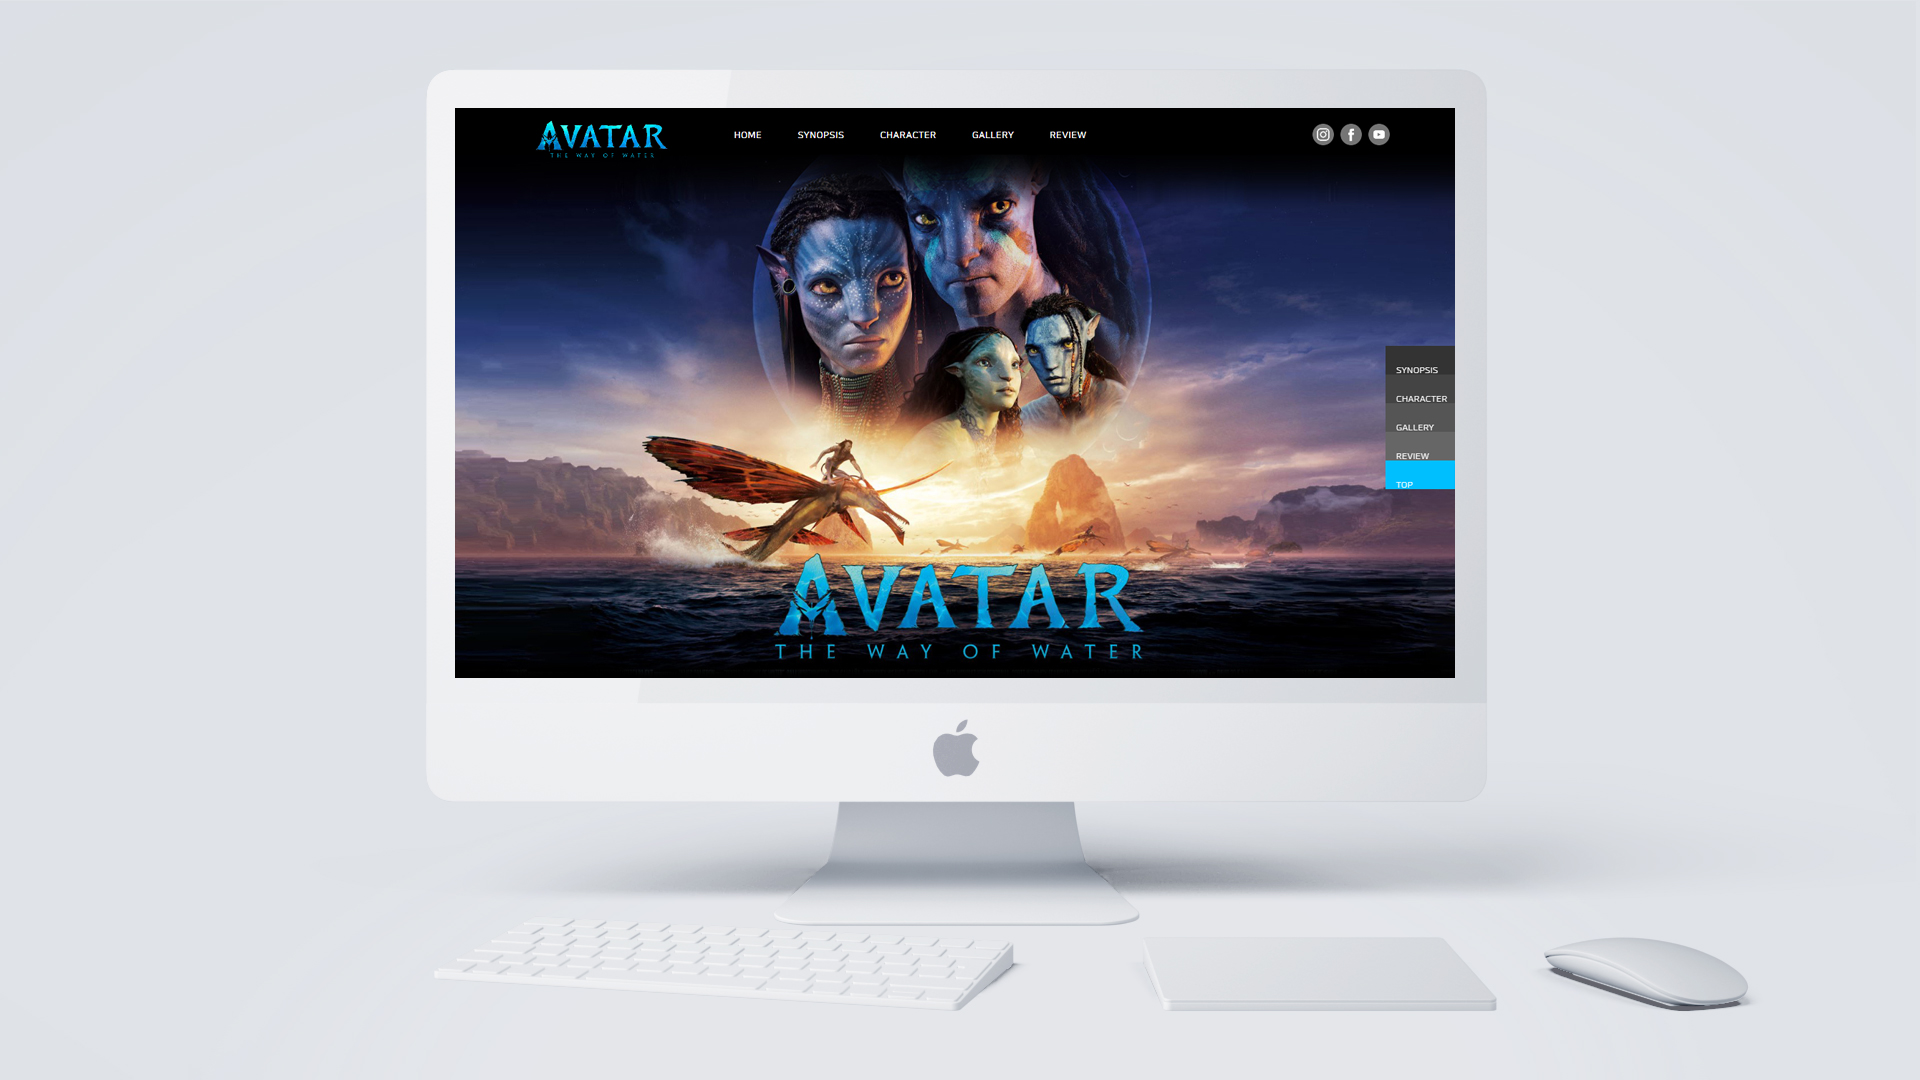 AVATAR
THE WAY OF WATER
HOME SYNOPSIS CHARACTER GALLERY REVIEW
SYNOPSIS
CHARACTER
GALLERY
REVIEW
TOP
AVATAR
THE WAY OF WATER